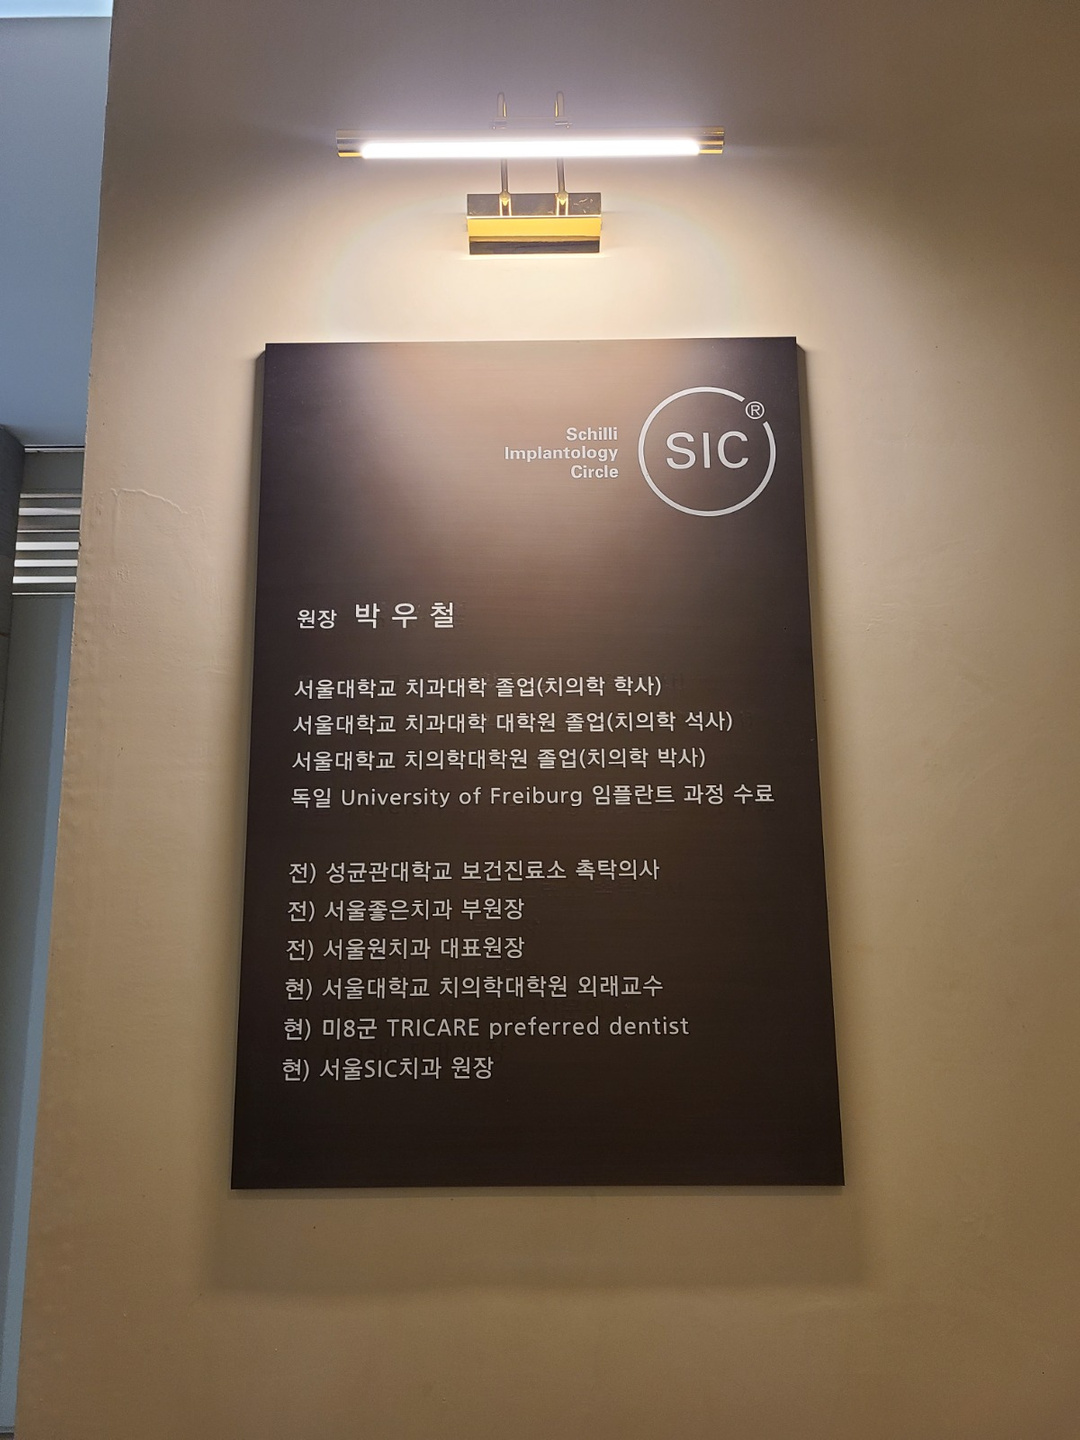 Schilli
Implantology
Circle
SIC®
원장 박우철
서울대학교 치과대학 졸업(치의학 학사)
서울대학교 치과대학 대학원 졸업(치의학 석사)
서울대학교 치의학대학원 졸업(치의학 박사)
독일 University of Freiburg 임플란트 과정 수료
전) 성균관대학교 보건진료소 촉탁의사
전) 서울좋은치과 부원장
전) 서울원치과 대표원장
현) 서울대학교 치의학대학원 외래교수
현) 미8군 TRICARE preferred dentist
현) 서울SIC치과 원장